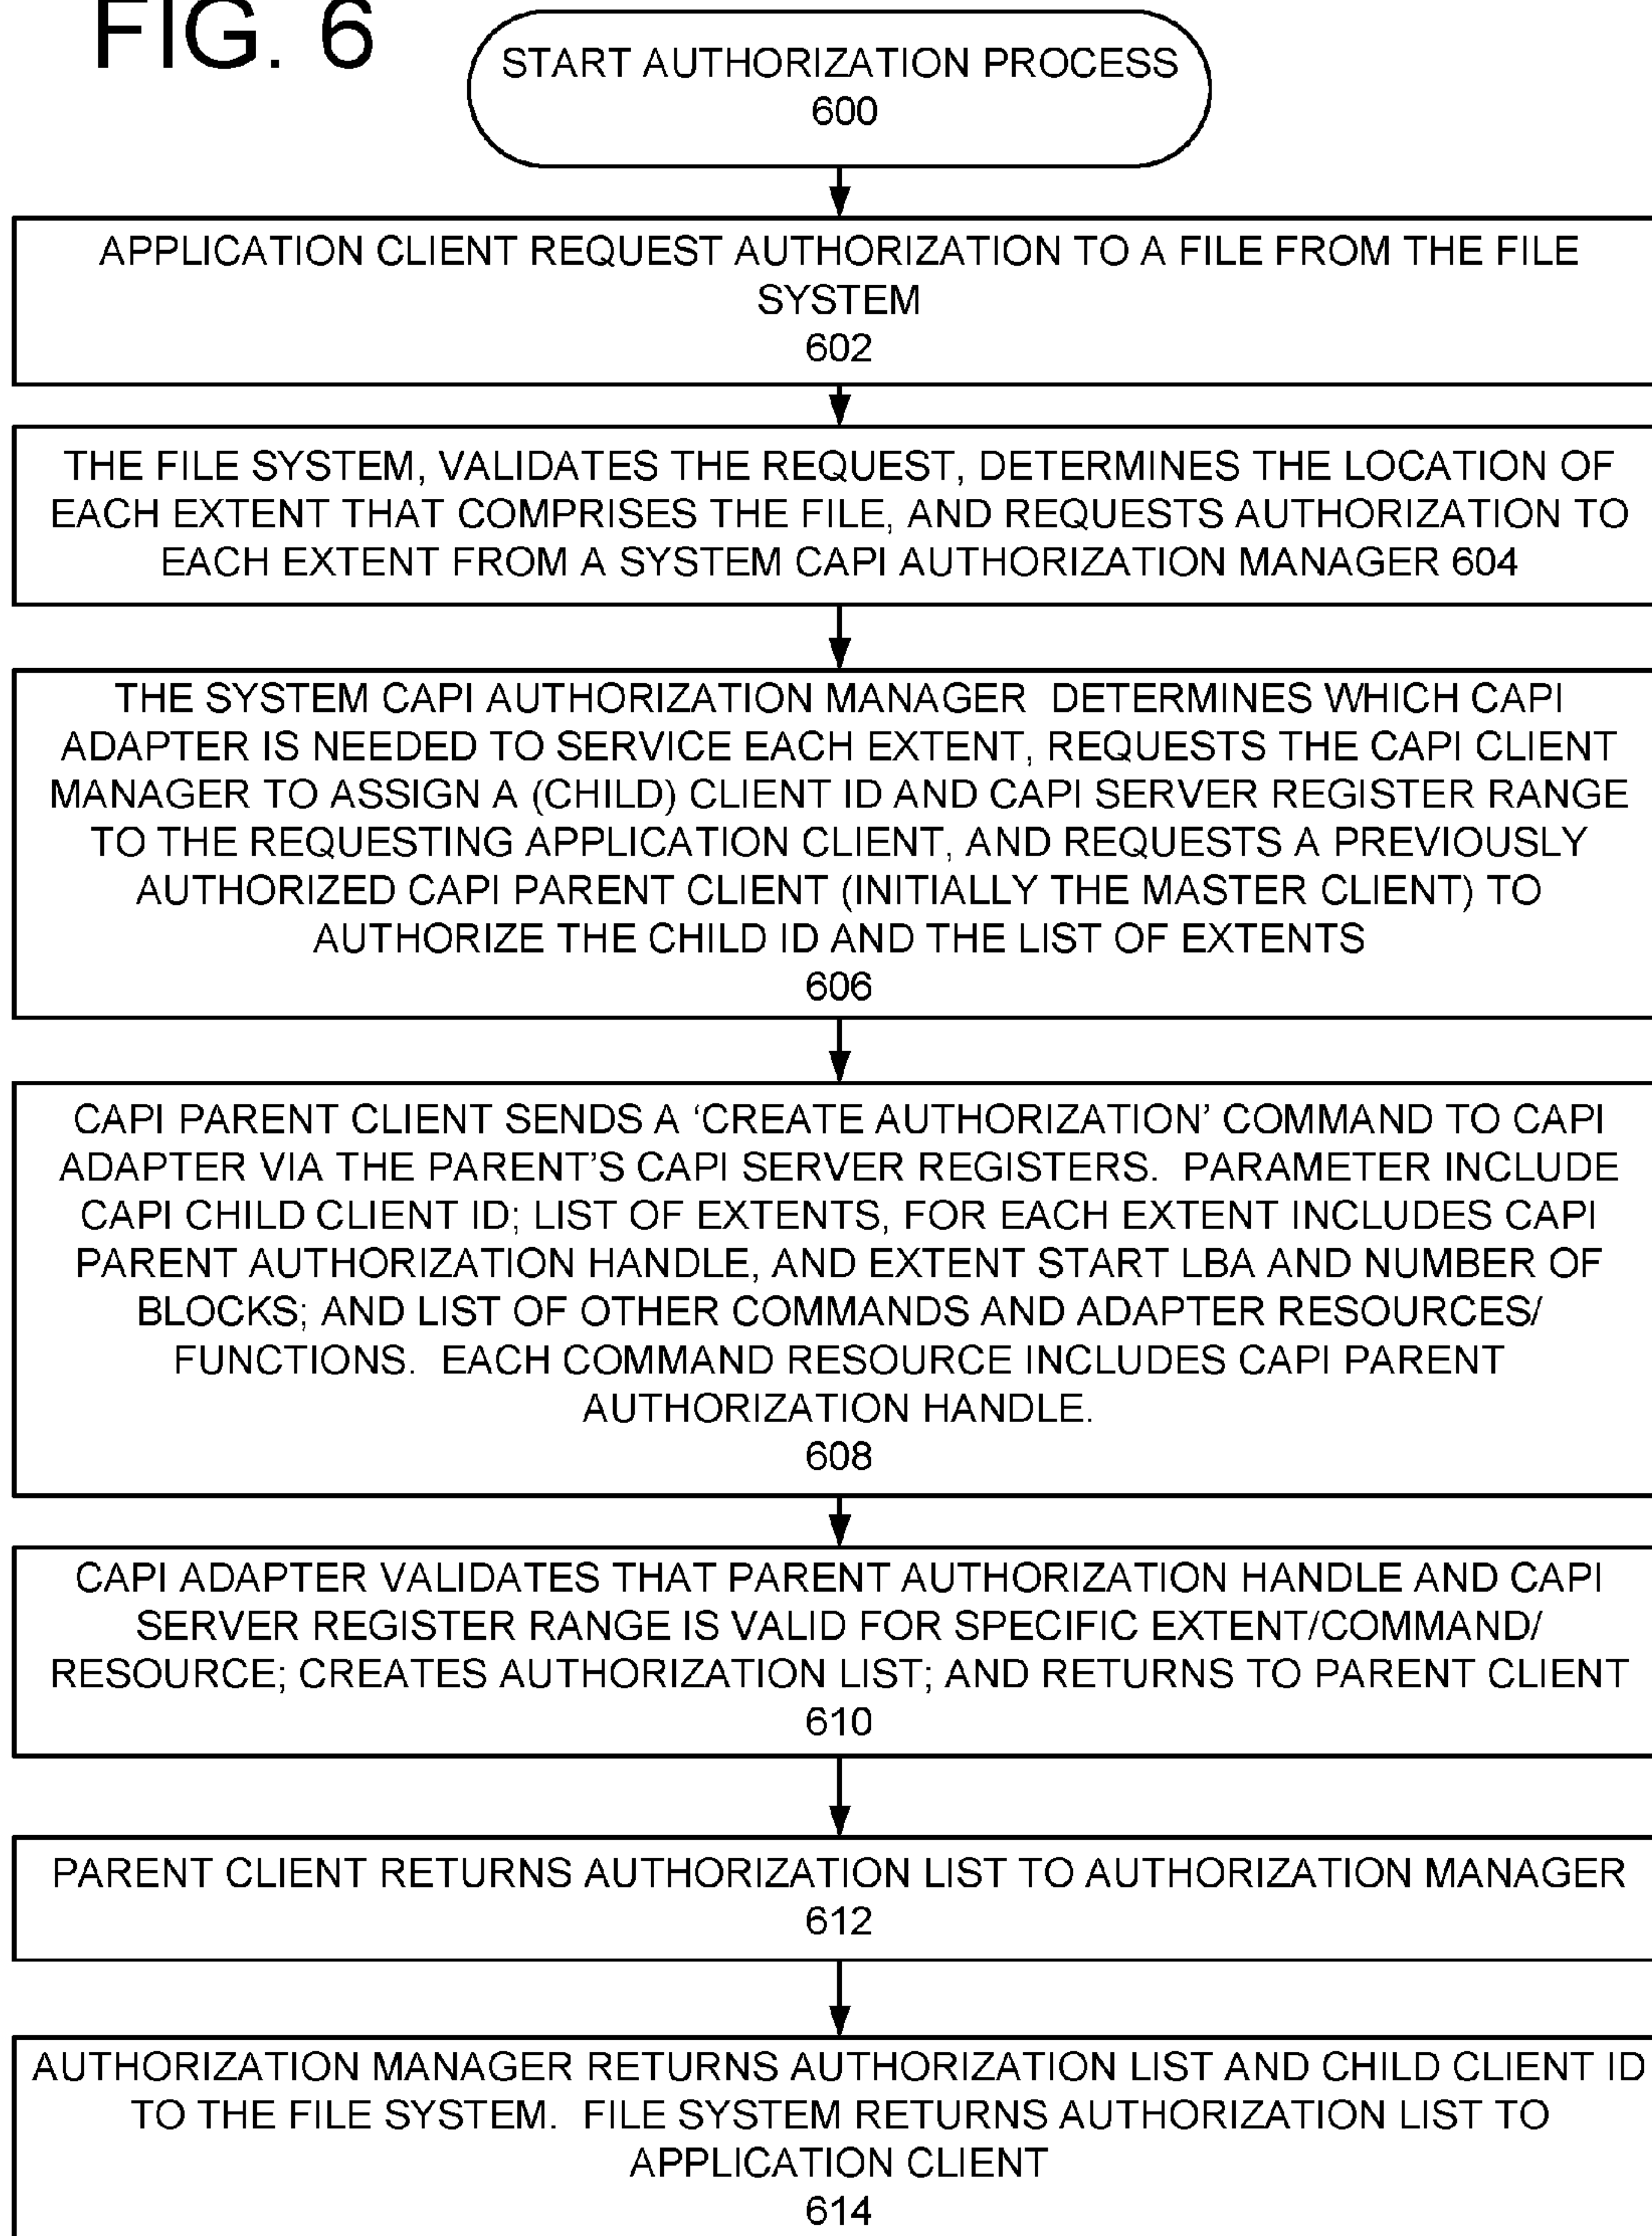 FIG. 6
START AUTHORIZATION PROCESS
600
APPLICATION CLIENT REQUEST AUTHORIZATION TO A FILE FROM THE FILE
SYSTEM
602
THE FILE SYSTEM, VALIDATES THE REQUEST, DETERMINES THE LOCATION OF
EACH EXTENT THAT COMPRISES THE FILE, AND REQUESTS AUTHORIZATION TO
EACH EXTENT FROM A SYSTEM CAPI AUTHORIZATION MANAGER 604
THE SYSTEM CAPI AUTHORIZATION MANAGER DETERMINES WHICH CAPI
ADAPTER IS NEEDED TO SERVICE EACH EXTENT, REQUESTS THE CAPI CLIENT
MANAGER TO ASSIGN A (CHILD) CLIENT ID AND CAPI SERVER REGISTER RANGE
TO THE REQUESTING APPLICATION CLIENT, AND REQUESTS A PREVIOUSLY
AUTHORIZED CAPI PARENT CLIENT (INITIALLY THE MASTER CLIENT) TO
AUTHORIZE THE CHILD ID AND THE LIST OF EXTENTS
606
CAPI PARENT CLIENT SENDS A ‘CREATE AUTHORIZATION’ COMMAND TO CAPI
ADAPTER VIA THE PARENT’S CAPI SERVER REGISTERS. PARAMETER INCLUDE
CAPI CHILD CLIENT ID; LIST OF EXTENTS, FOR EACH EXTENT INCLUDES CAPI
PARENT AUTHORIZATION HANDLE, AND EXTENT START LBA AND NUMBER OF
BLOCKS; AND LIST OF OTHER COMMANDS AND ADAPTER RESOURCES/
FUNCTIONS. EACH COMMAND RESOURCE INCLUDES CAPI PARENT
AUTHORIZATION HANDLE.
608
CAPI ADAPTER VALIDATES THAT PARENT AUTHORIZATION HANDLE AND CAPI
SERVER REGISTER RANGE IS VALID FOR SPECIFIC EXTENT/COMMAND/
RESOURCE; CREATES AUTHORIZATION LIST; AND RETURNS TO PARENT CLIENT
610
PARENT CLIENT RETURNS AUTHORIZATION LIST TO AUTHORIZATION MANAGER
612
AUTHORIZATION MANAGER RETURNS AUTHORIZATION LIST AND CHILD CLIENT ID
TO THE FILE SYSTEM. FILE SYSTEM RETURNS AUTHORIZATION LIST TO
APPLICATION CLIENT
614